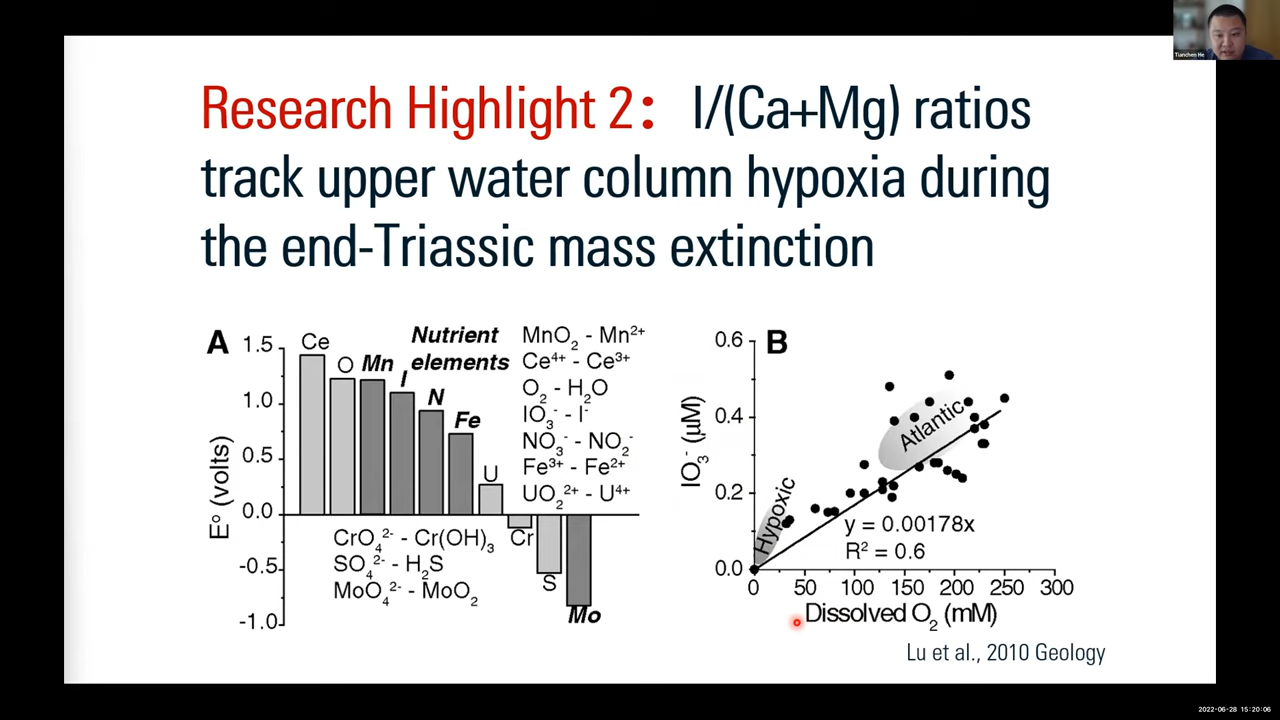 Tianchen He
Research Highlight 2: I/(Ca+Mg) ratios
track upper water column hypoxia during
the end-Triassic mass extinction
A
1.5
1.0
0.5
0.0
-0.5
-1.0
E° (volts)
Ce
O
Mn
I
N
Fe
U
Cr
S
Mo
Nutrient
elements
MnO₂ - Mn²⁺
Ce⁴⁺ - Ce³⁺
O₂ - H₂O
IO₃⁻ - I⁻
NO₃⁻ - NO₂⁻
Fe³⁺ - Fe²⁺
UO₂²⁺ - U⁴⁺
CrO₄²⁻ - Cr(OH)₃
SO₄²⁻ - H₂S
MoO₄²⁻ - MoO₂
B
0.6
0.4
0.2
0.0
IO₃⁻ (μM)
Hypoxic
Atlantic
y = 0.00178x
R² = 0.6
0 50 100 150 200 250 300
Dissolved O₂ (mM)
Lu et al., 2010 Geology
2022-06-28 15:20:06